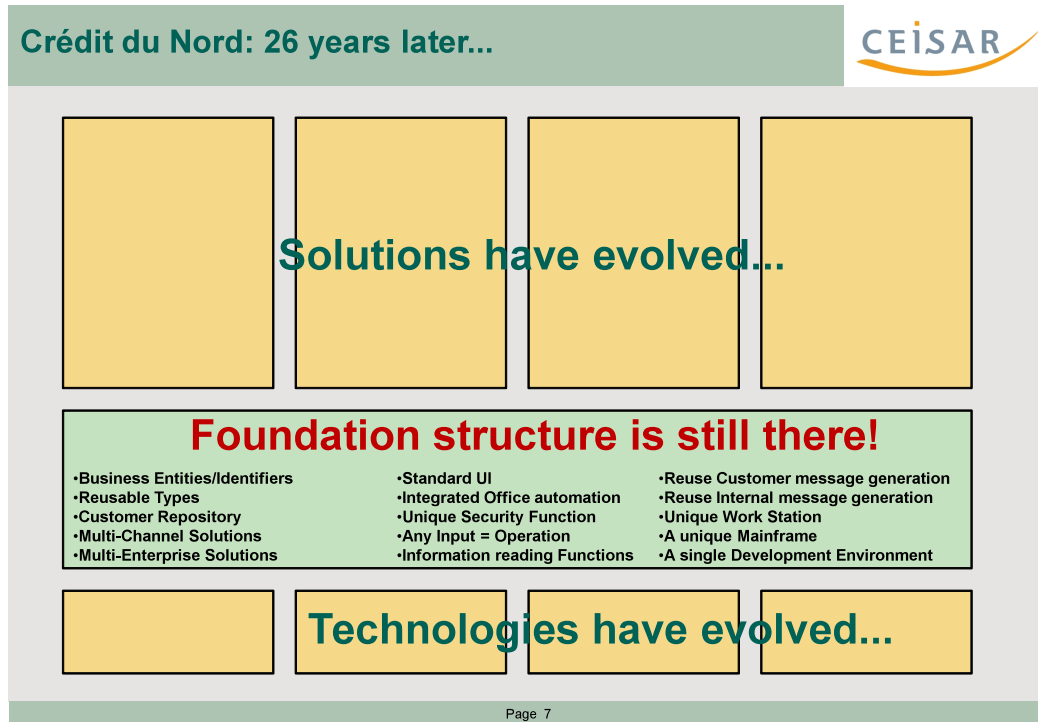 Crédit du Nord: 26 years later...
CEISAR
Solutions have evolved...
Foundation structure is still there!
•Business Entities/Identifiers
•Reusable Types
•Customer Repository
•Multi-Channel Solutions
•Multi-Enterprise Solutions
•Standard UI
•Integrated Office automation
•Unique Security Function
•Any Input = Operation
•Information reading Functions
•Reuse Customer message generation
•Reuse Internal message generation
•Unique Work Station
•A unique Mainframe
•A single Development Environment
Technologies have evolved...
Page 7